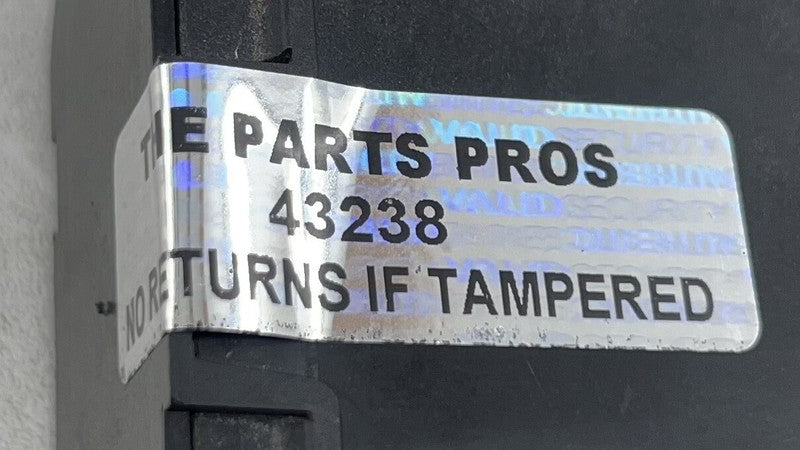 THE PARTS PROS
43238
NO RETURNS IF TAMPERED